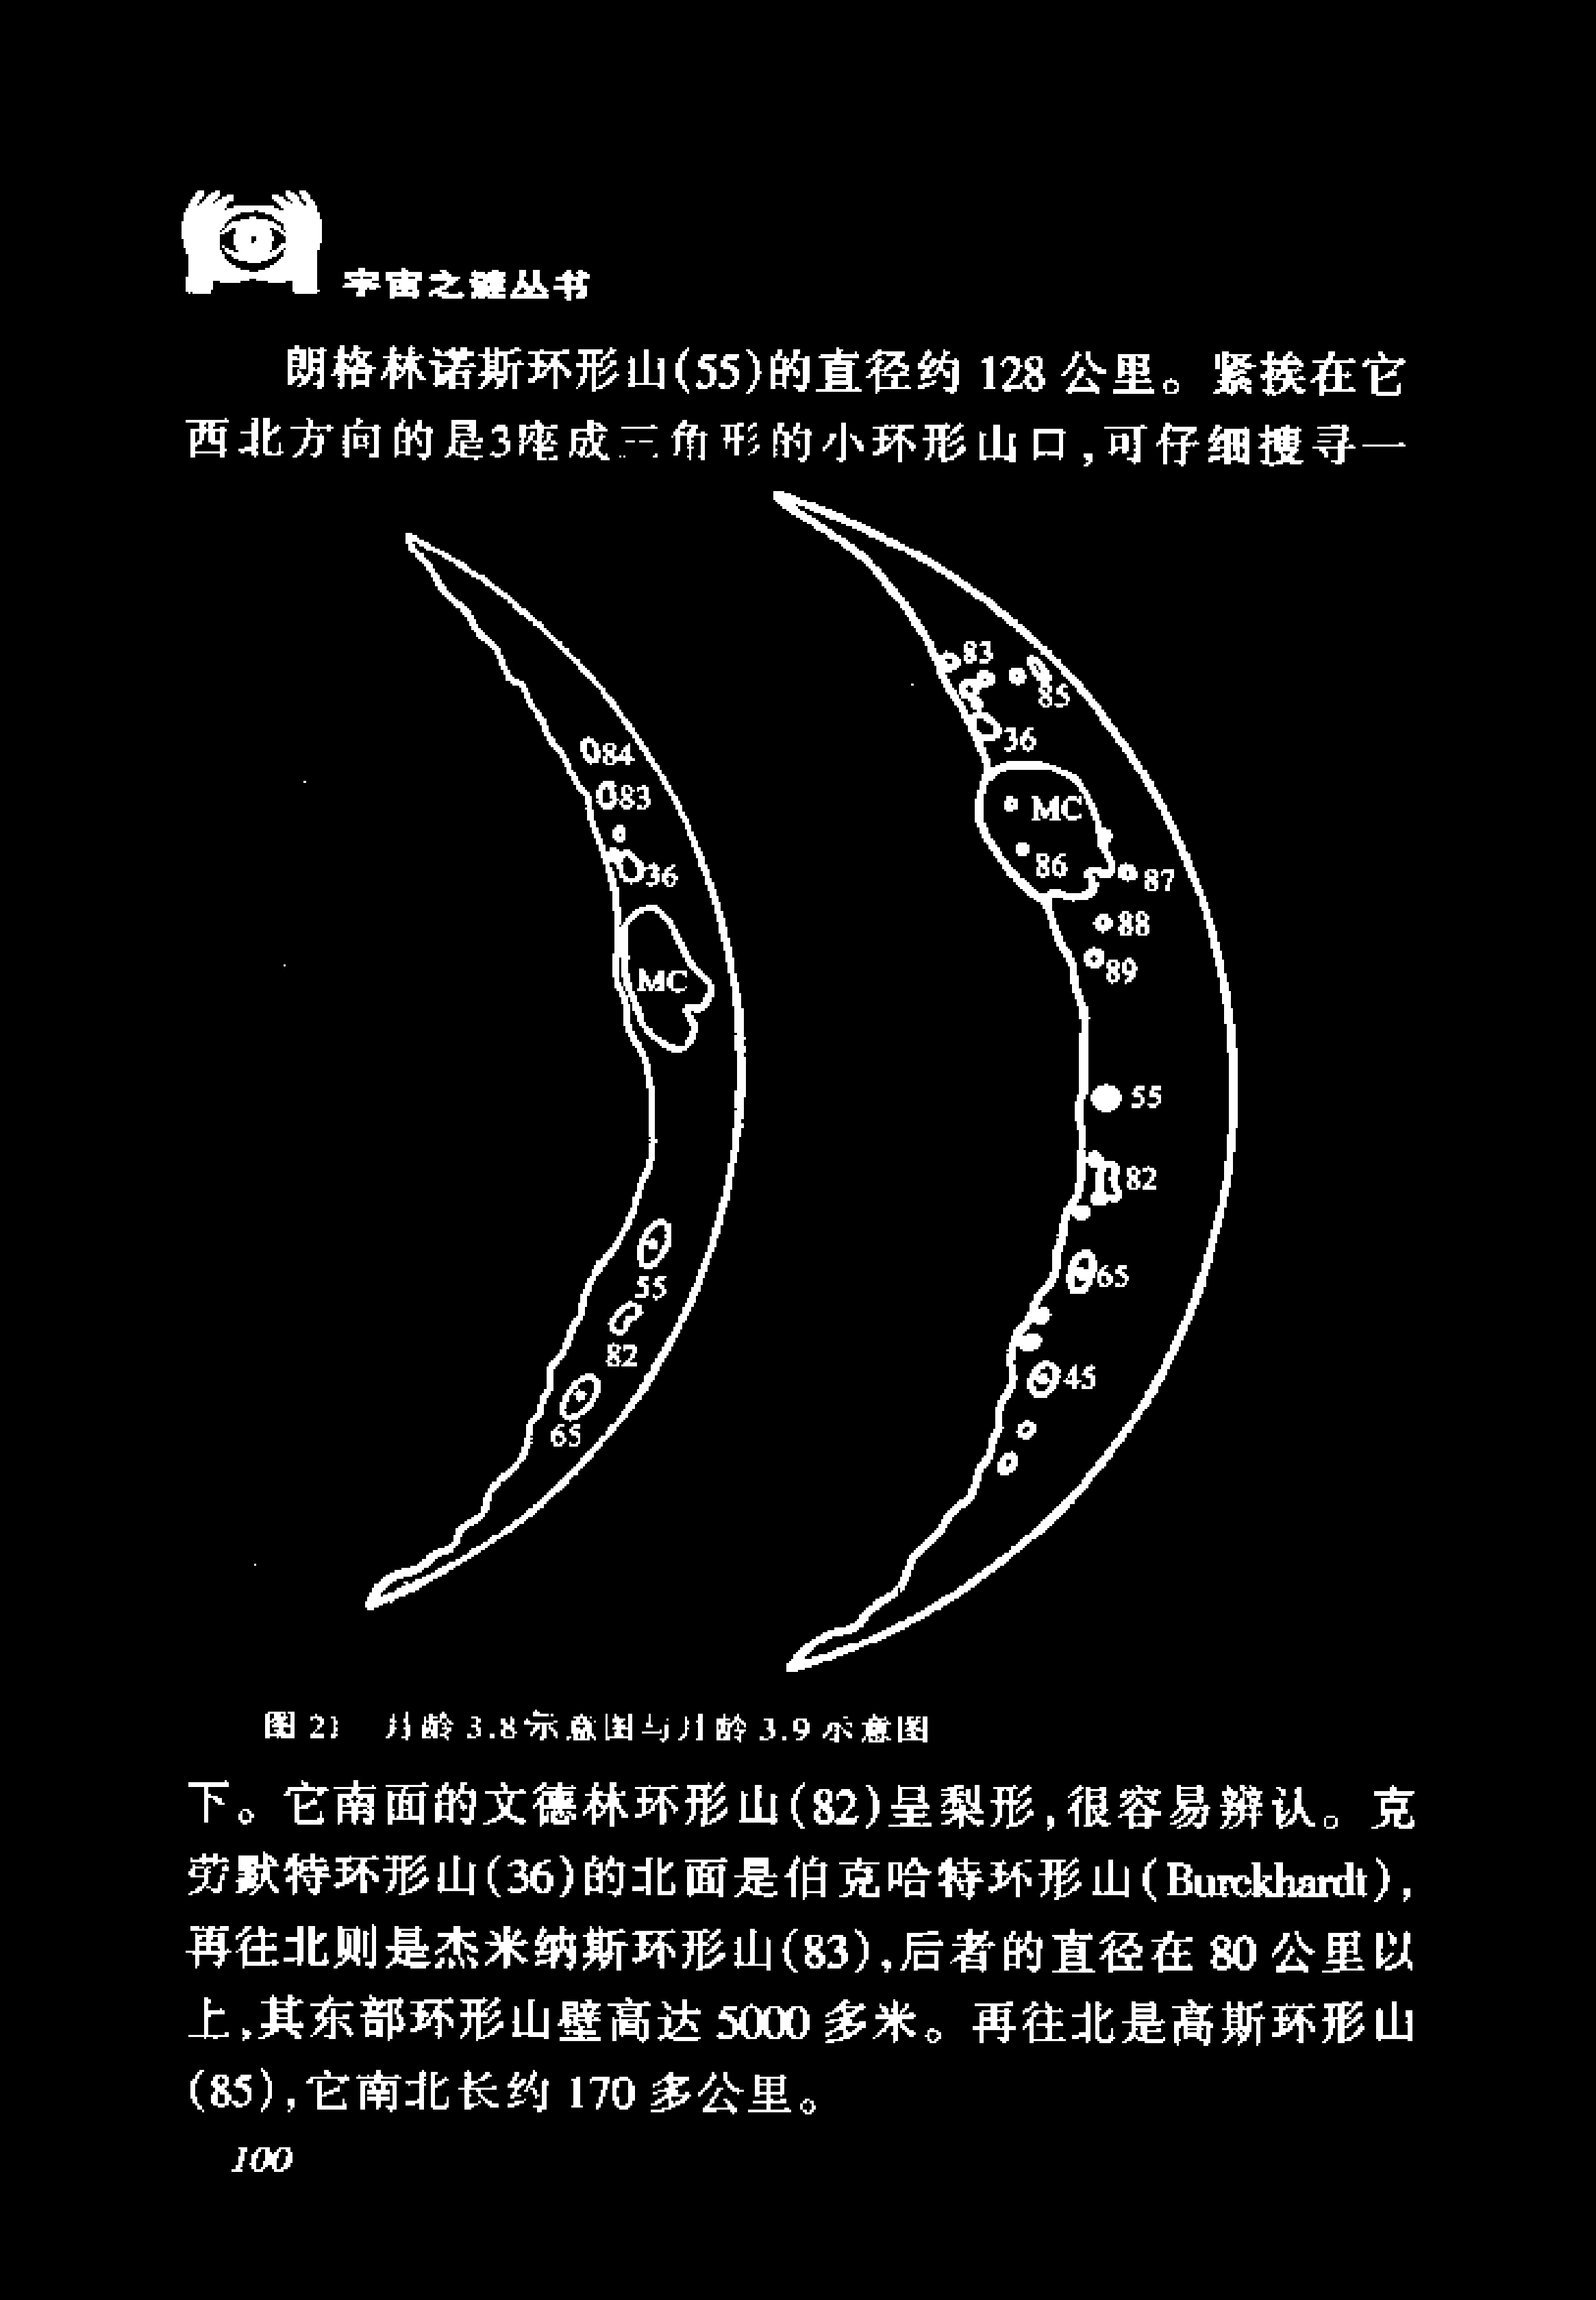 宇宙之谜丛书
朗格林诺斯环形山(55)的直径约 128 公里。紧挨在它
西北方向的是3座成三角形的小环形山口,可仔细搜寻一
84
83
36
MC
55
82
65
83
85
36
MC
86
87
88
89
55
82
65
45
图 21 月龄 3.8示意图与月龄 3.9 示意图
下。它南面的文德林环形山(82)呈梨形,很容易辨认。克
劳默特环形山(36)的北面是伯克哈特环形山(Burckhardt),
再往北则是杰米纳斯环形山(83),后者的直径在 80 公里以
上,其东部环形山壁高达 5000 多米。再往北是高斯环形山
(85),它南北长约 170 多公里。
100